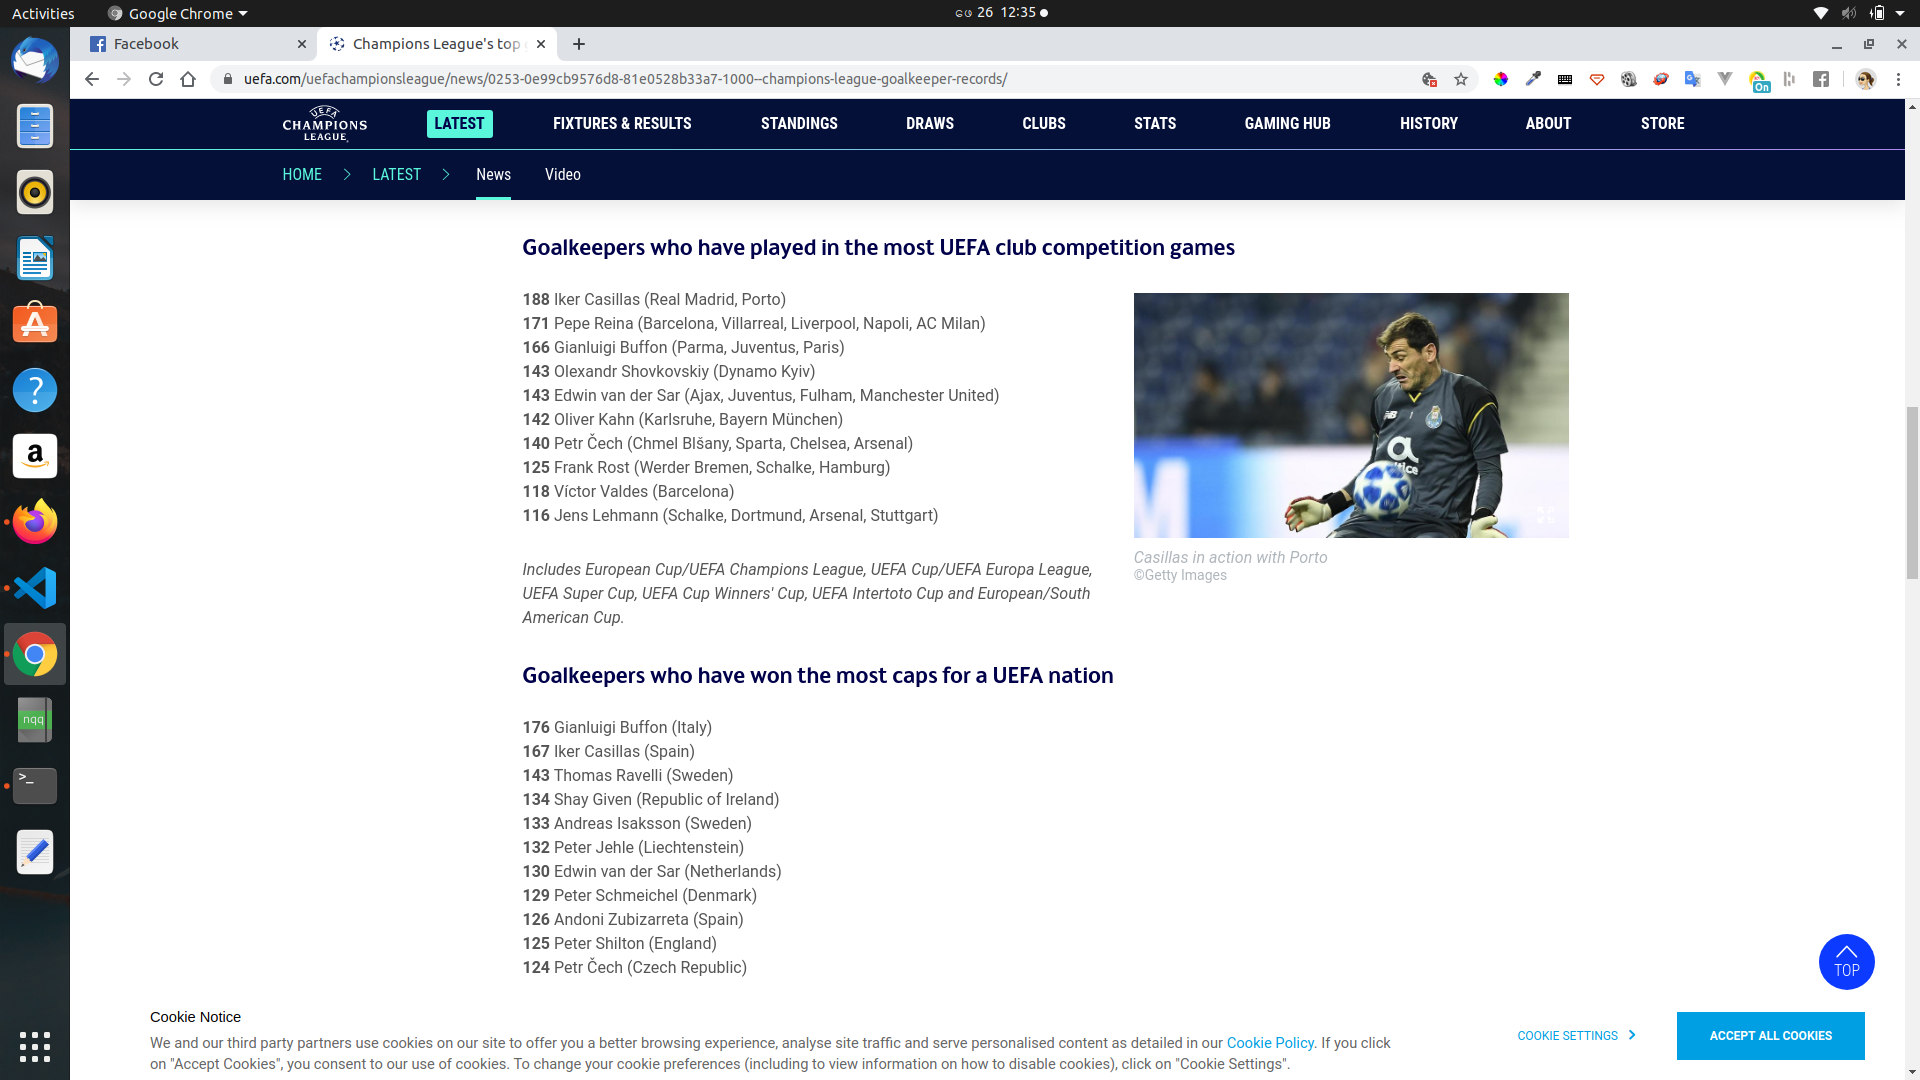 Activities
Google Chrome
මැයි 26 12:35
Facebook
Champions League's top
uefa.com/uefachampionsleague/news/0253-0e99cb9576d8-81e0528b33a7-1000--champions-league-goalkeeper-records/
On
UEFA
CHAMPIONS
LEAGUE
LATEST
FIXTURES & RESULTS
STANDINGS
DRAWS
CLUBS
STATS
GAMING HUB
HISTORY
ABOUT
STORE
HOME
LATEST
News
Video
Goalkeepers who have played in the most UEFA club competition games
188 Iker Casillas (Real Madrid, Porto)
171 Pepe Reina (Barcelona, Villarreal, Liverpool, Napoli, AC Milan)
166 Gianluigi Buffon (Parma, Juventus, Paris)
143 Olexandr Shovkovskiy (Dynamo Kyiv)
143 Edwin van der Sar (Ajax, Juventus, Fulham, Manchester United)
142 Oliver Kahn (Karlsruhe, Bayern München)
140 Petr Čech (Chmel Blšany, Sparta, Chelsea, Arsenal)
125 Frank Rost (Werder Bremen, Schalke, Hamburg)
118 Víctor Valdes (Barcelona)
116 Jens Lehmann (Schalke, Dortmund, Arsenal, Stuttgart)
Casillas in action with Porto
©Getty Images
Includes European Cup/UEFA Champions League, UEFA Cup/UEFA Europa League,
UEFA Super Cup, UEFA Cup Winners' Cup, UEFA Intertoto Cup and European/South
American Cup.
Goalkeepers who have won the most caps for a UEFA nation
176 Gianluigi Buffon (Italy)
167 Iker Casillas (Spain)
143 Thomas Ravelli (Sweden)
134 Shay Given (Republic of Ireland)
133 Andreas Isaksson (Sweden)
132 Peter Jehle (Liechtenstein)
130 Edwin van der Sar (Netherlands)
129 Peter Schmeichel (Denmark)
126 Andoni Zubizarreta (Spain)
125 Peter Shilton (England)
124 Petr Čech (Czech Republic)
TOP
Cookie Notice
We and our third party partners use cookies on our site to offer you a better browsing experience, analyse site traffic and serve personalised content as detailed in our Cookie Policy. If you click
on "Accept Cookies", you consent to our use of cookies. To change your cookie preferences (including to view information on how to disable cookies), click on "Cookie Settings".
COOKIE SETTINGS
ACCEPT ALL COOKIES
nqq